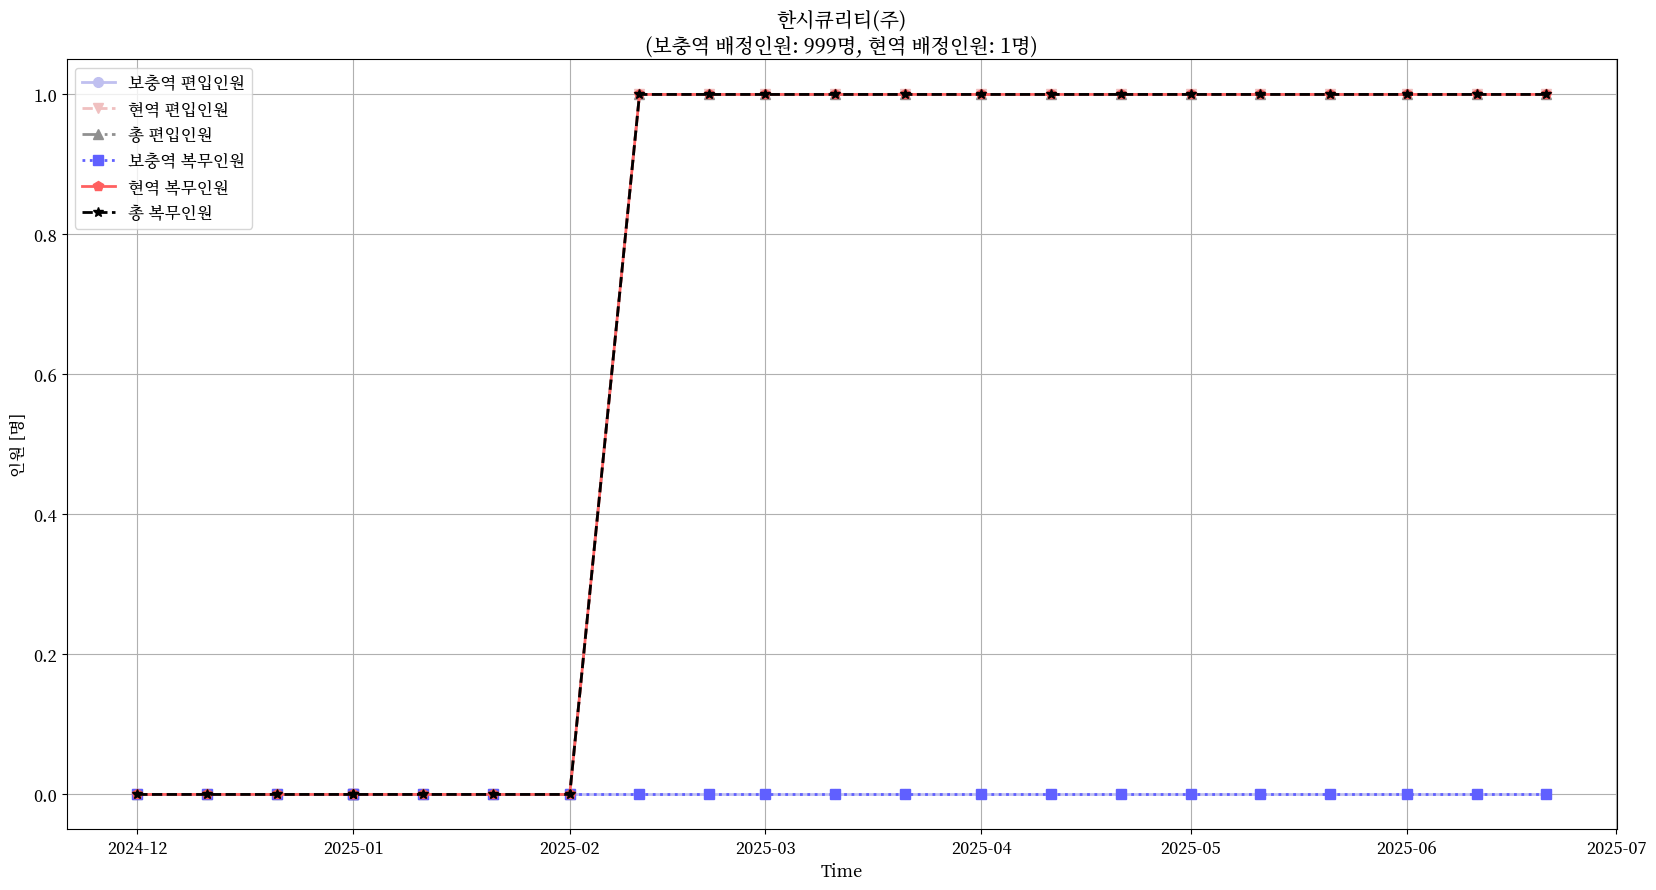 한시큐리티(주)
(보충역 배정인원: 999명, 현역 배정인원: 1명)
보충역 편입인원
현역 편입인원
총 편입인원
보충역 복무인원
현역 복무인원
총 복무인원
1.0
0.8
0.6
0.4
0.2
0.0
인원 [명]
2024-12
2025-01
2025-02
2025-03
2025-04
2025-05
2025-06
2025-07
Time